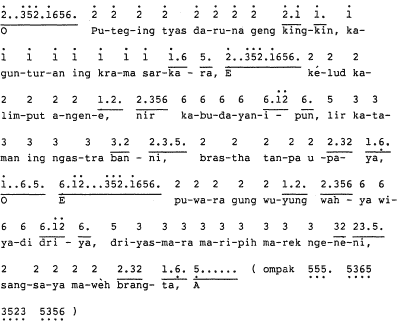 2..352.1656. 2 2 2 2 2 2 2 2 2.1 1. 1
O Pu-teg-ing tyas da-ru-na geng king-kin, ka-
1 1 1 1 1 1 1 1.6 5. 2..352.1656. 2 2 2
gun-tur-an ing kra-ma sar-ka - ra, E ké-lud ka-
2 2 2 2 1.2. 2.356 6 6 6 6 6.12 6. 5 3 3
lim-put a-ngen-e, nir ka-bu-da-yan-i - pun, lir ka-ta-
3 3 3 3 3.2 2.3.5. 2 2 2 2 2 2.32 1.6.
man ing ngas-tra ban - ni, bras-tha tan-pa u -pa- ya,
1..6.5. 6.12...352.1656. 2 2 2 2 2 1.2. 2.356 6 6
O E pu-wa-ra gung wu-yung wah - ya wi-
6 6 6.12 6. 5 3 3 3 3 3 3 3 3 3 32 23.5.
ya-di dri - ya, dri-yas-ma-ra ma-ri-pih ma-rek nge-ne-ni,
2 2 2 2 2 2.32 1.6. 5...... ( ompak 555. 5365
sang-sa-ya ma-wèh brang- ta, A
3523 5356 )